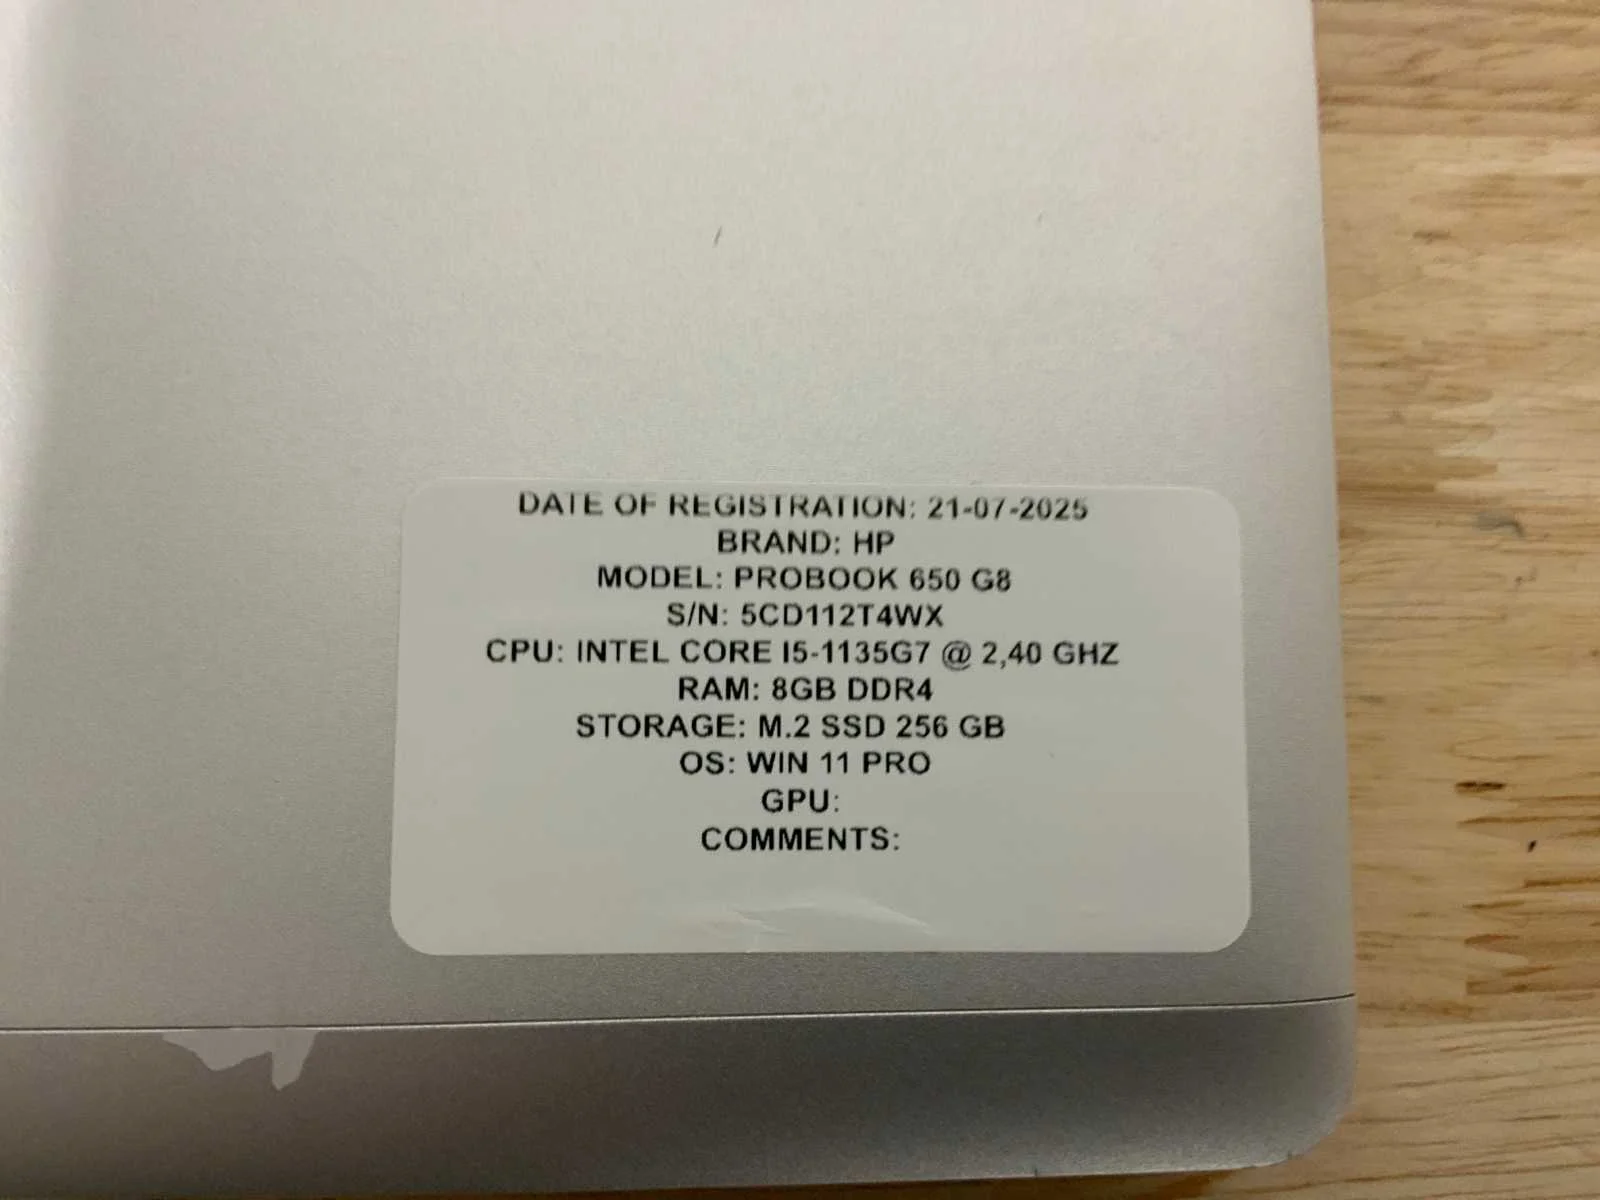 DATE OF REGISTRATION: 21-07-2025
BRAND: HP
MODEL: PROBOOK 650 G8
S/N: 5CD112T4WX
CPU: INTEL CORE I5-1135G7 @ 2,40 GHZ
RAM: 8GB DDR4
STORAGE: M.2 SSD 256 GB
OS: WIN 11 PRO
GPU:
COMMENTS: